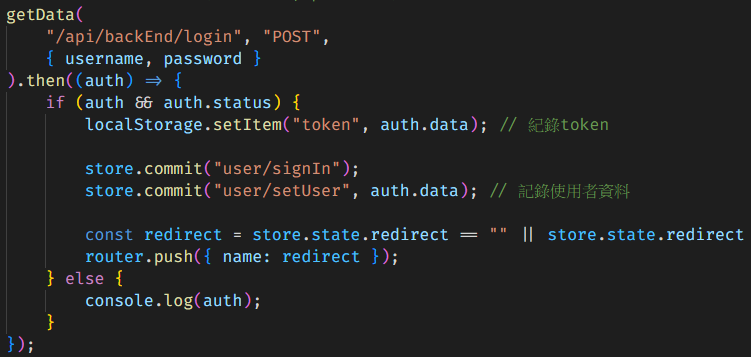 getData(
    "/api/backEnd/login", "POST",
    { username, password }
).then((auth) => {
    if (auth && auth.status) {
        localStorage.setItem("token", auth.data); // 紀錄token

        store.commit("user/signIn");
        store.commit("user/setUser", auth.data); // 記錄使用者資料

        const redirect = store.state.redirect == "" || store.state.redirect
        router.push({ name: redirect });
    } else {
        console.log(auth);
    }
});